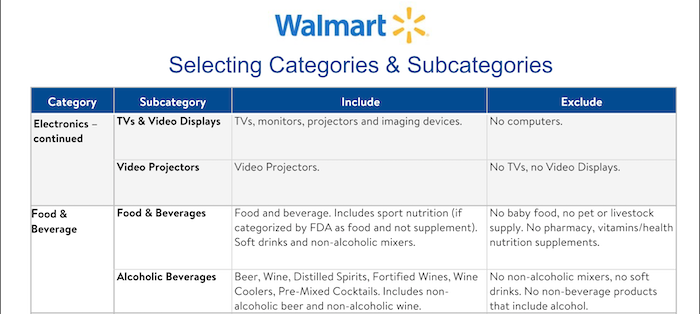 Walmart
Selecting Categories & Subcategories
Category Subcategory Include Exclude
Electronics –
continued
TVs & Video Displays
TVs, monitors, projectors and imaging devices.
No computers.
Video Projectors
Video Projectors.
No TVs, no Video Displays.
Food &
Beverage
Food & Beverages
Food and beverage. Includes sport nutrition (if
categorized by FDA as food and not supplement).
Soft drinks and non-alcoholic mixers.
No baby food, no pet or livestock
supply. No pharmacy, vitamins/health
nutrition supplements.
Alcoholic Beverages
Beer, Wine, Distilled Spirits, Fortified Wines, Wine
Coolers, Pre-Mixed Cocktails. Includes non-
alcoholic beer and non-alcoholic wine.
No non-alcoholic mixers, no soft
drinks. No non-beverage products
that include alcohol.